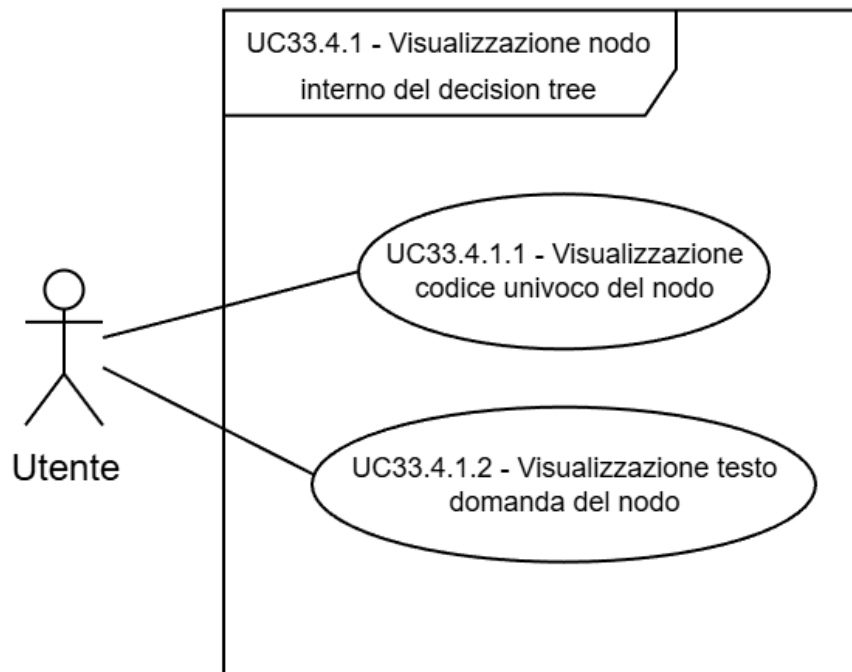 UC33.4.1 - Visualizzazione nodo
interno del decision tree
UC33.4.1.1 - Visualizzazione
codice univoco del nodo
Utente
UC33.4.1.2 - Visualizzazione testo
domanda del nodo